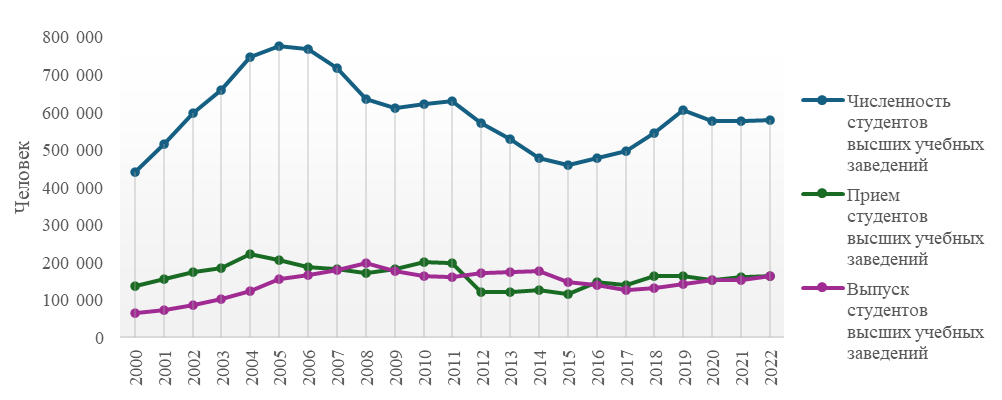 800 000
700 000
600 000
500 000
400 000
300 000
200 000
100 000
0
Человек
2000
2001
2002
2003
2004
2005
2006
2007
2008
2009
2010
2011
2012
2013
2014
2015
2016
2017
2018
2019
2020
2021
2022
Численность
студентов
высших учебных
заведений
Прием
студентов
высших учебных
заведений
Выпуск
студентов
высших учебных
заведений